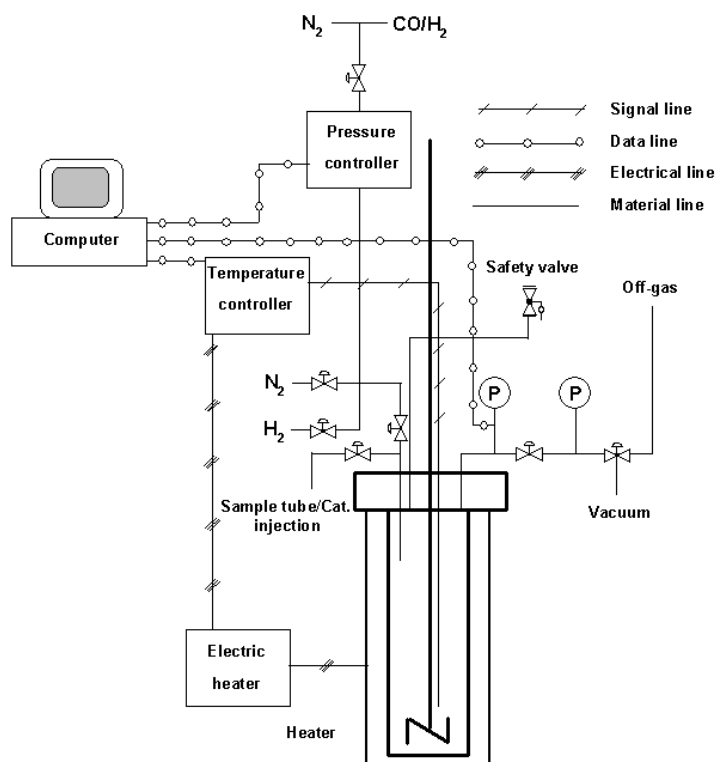 N₂ CO/H₂
Pressure
controller
Signal line
Data line
Electrical line
Material line
Computer
Temperature
controller
Safety valve
Off-gas
N₂
P P
H₂
Sample tube/Cat.
injection
Vacuum
Electric
heater
Heater